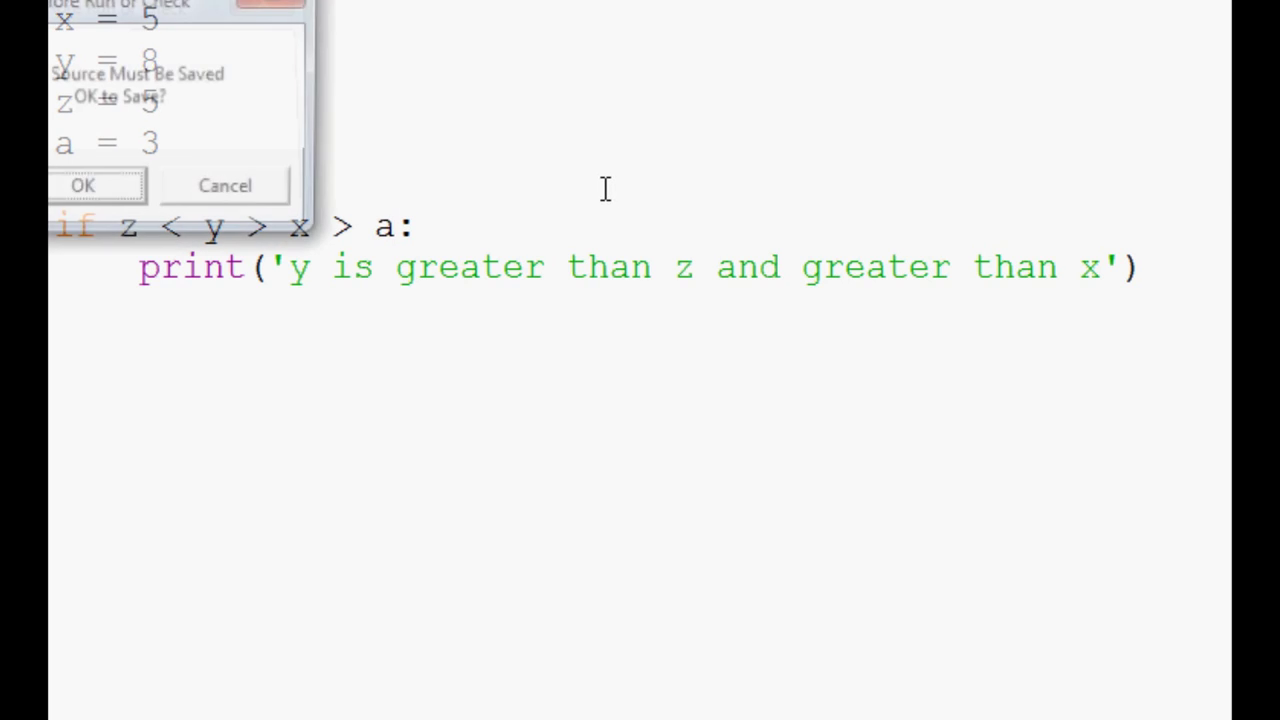 ore Run or Check
x = 5
y = 8
Source Must Be Saved
OK to Save?
z = 5
a = 3
OK Cancel
if z < y > x > a:
print('y is greater than z and greater than x')